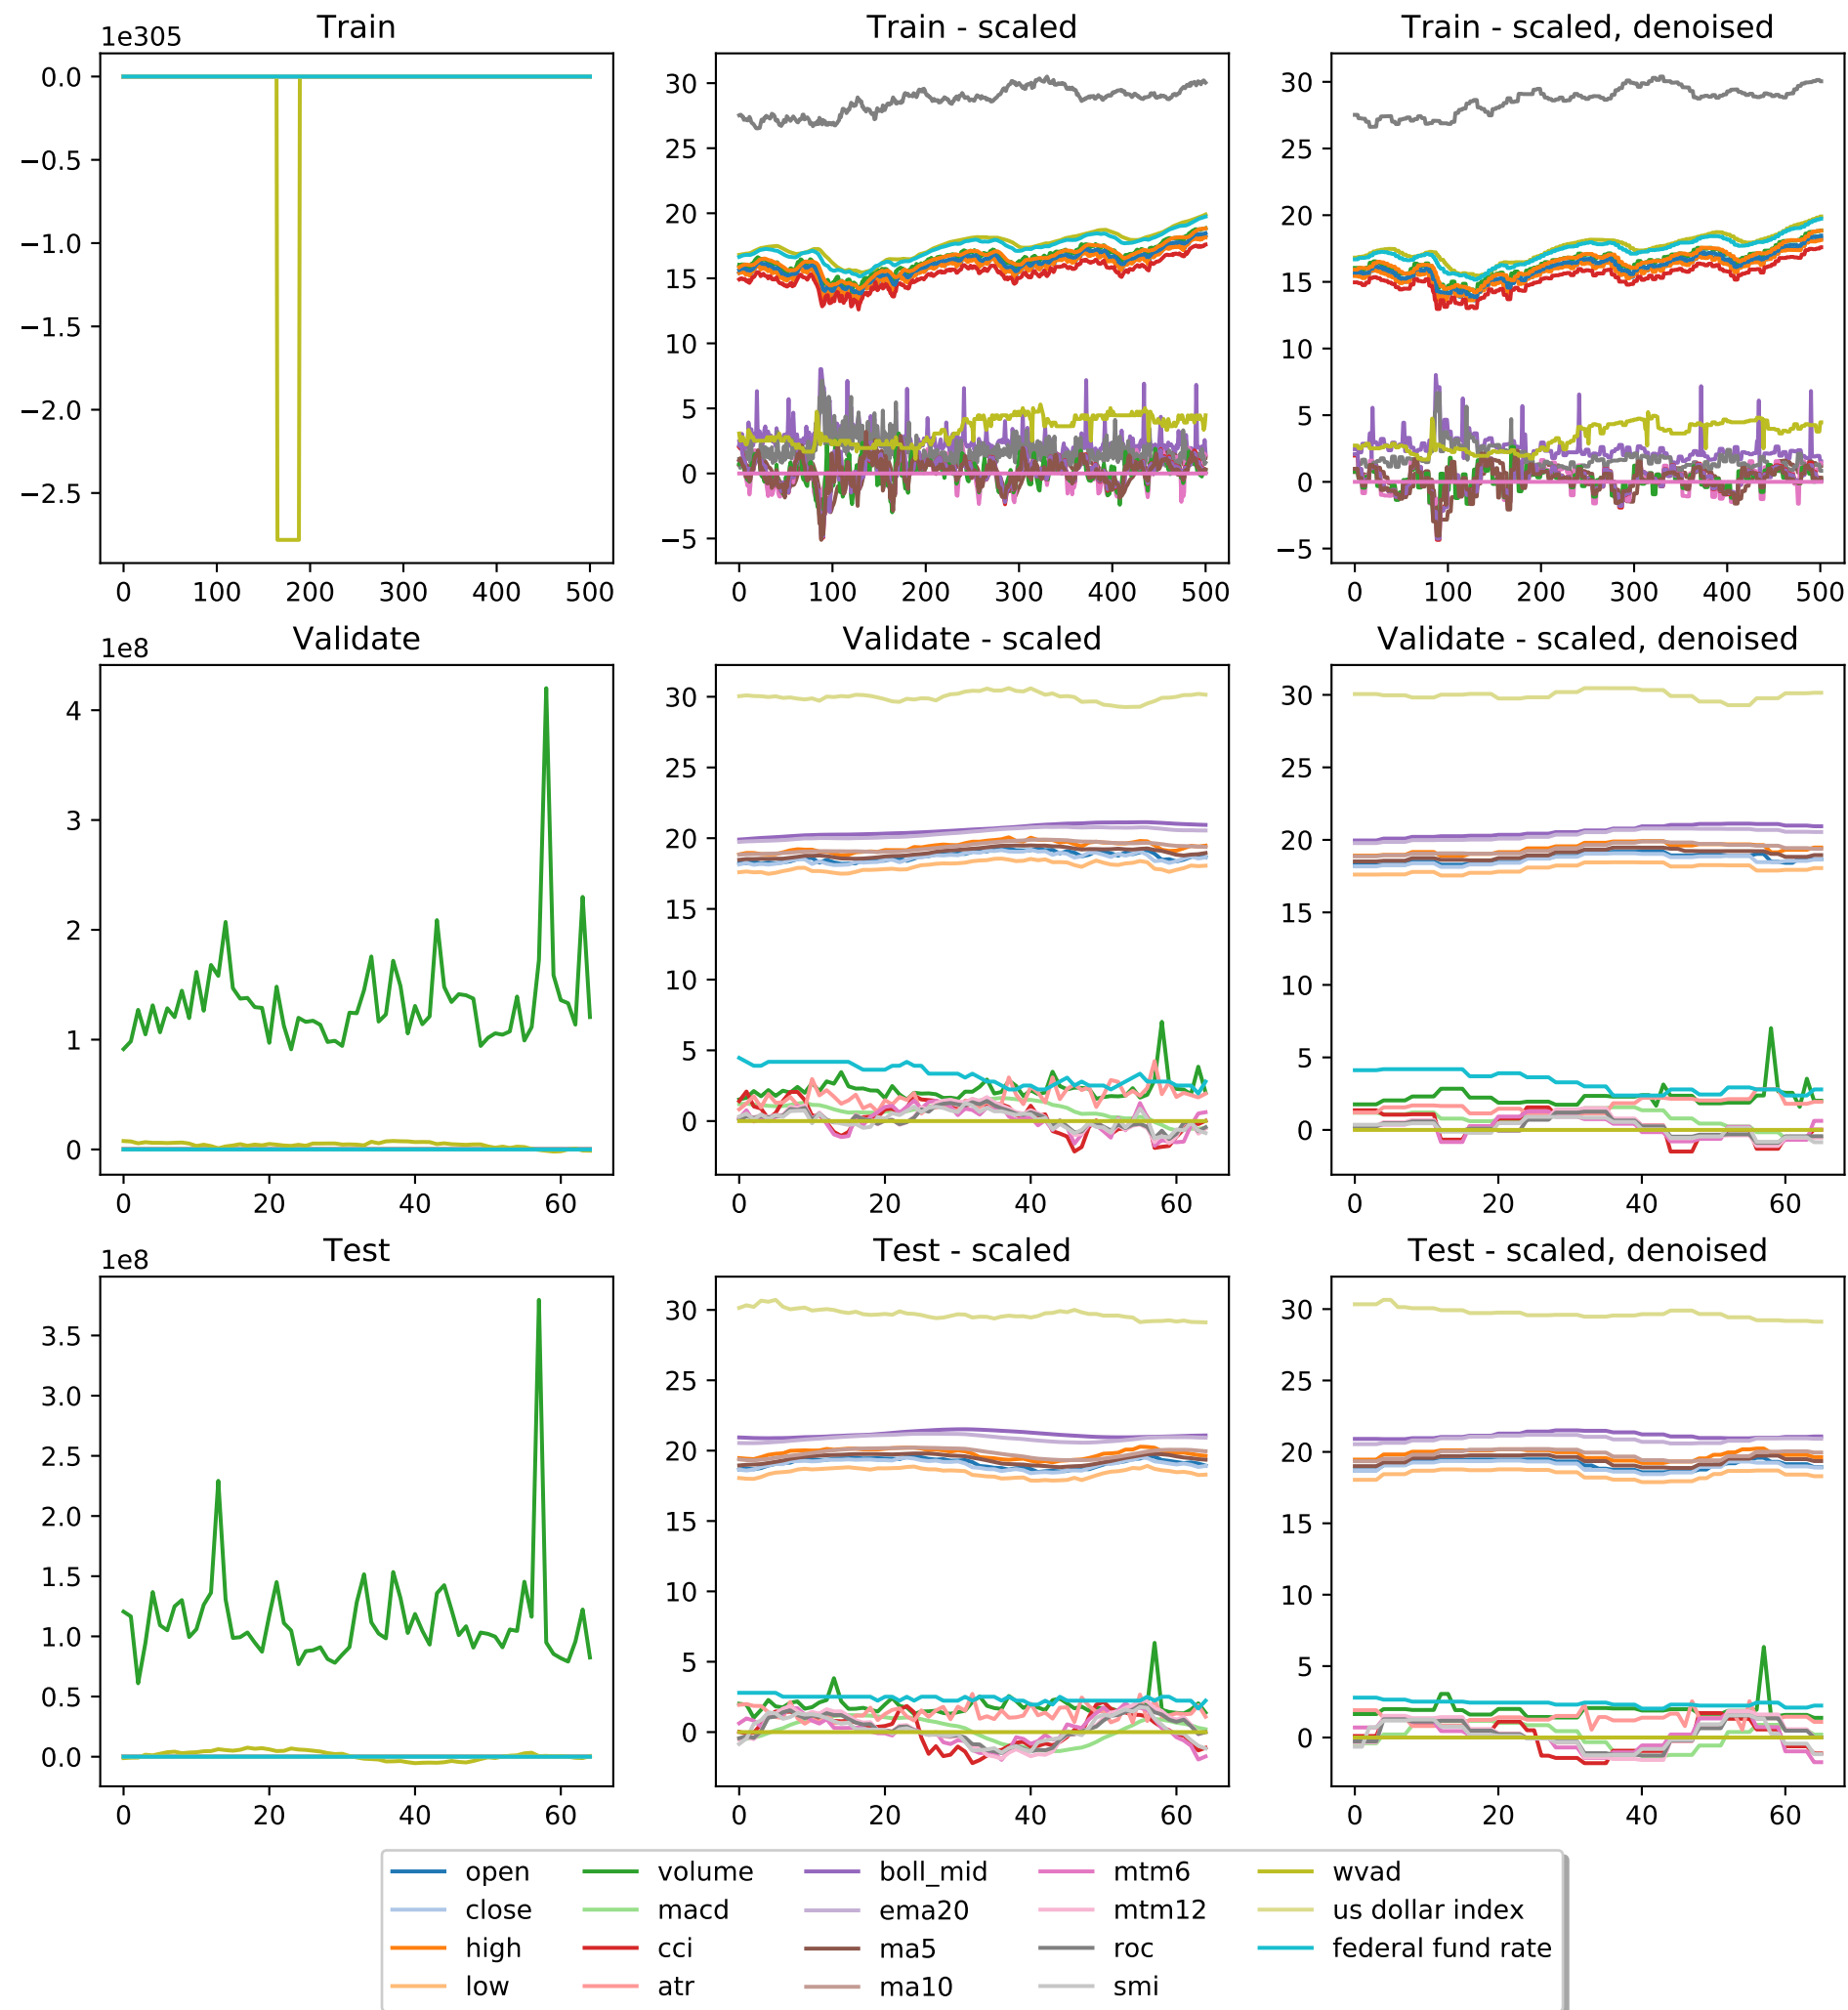 Train
Train - scaled
Train - scaled, denoised
1e305
0.0
−0.5
−1.0
−1.5
−2.0
−2.5
0 100 200 300 400 500
30
25
20
15
10
5
0
−5
0 100 200 300 400 500
30
25
20
15
10
5
0
−5
0 100 200 300 400 500
Validate
Validate - scaled
Validate - scaled, denoised
1e8
4
3
2
1
0
0 20 40 60
30
25
20
15
10
5
0
0 20 40 60
30
25
20
15
10
5
0
0 20 40 60
Test
Test - scaled
Test - scaled, denoised
1e8
3.5
3.0
2.5
2.0
1.5
1.0
0.5
0.0
0 20 40 60
30
25
20
15
10
5
0
0 20 40 60
30
25
20
15
10
5
0
0 20 40 60
open volume boll_mid mtm6 wvad
close macd ema20 mtm12 us dollar index
high cci ma5 roc federal fund rate
low atr ma10 smi